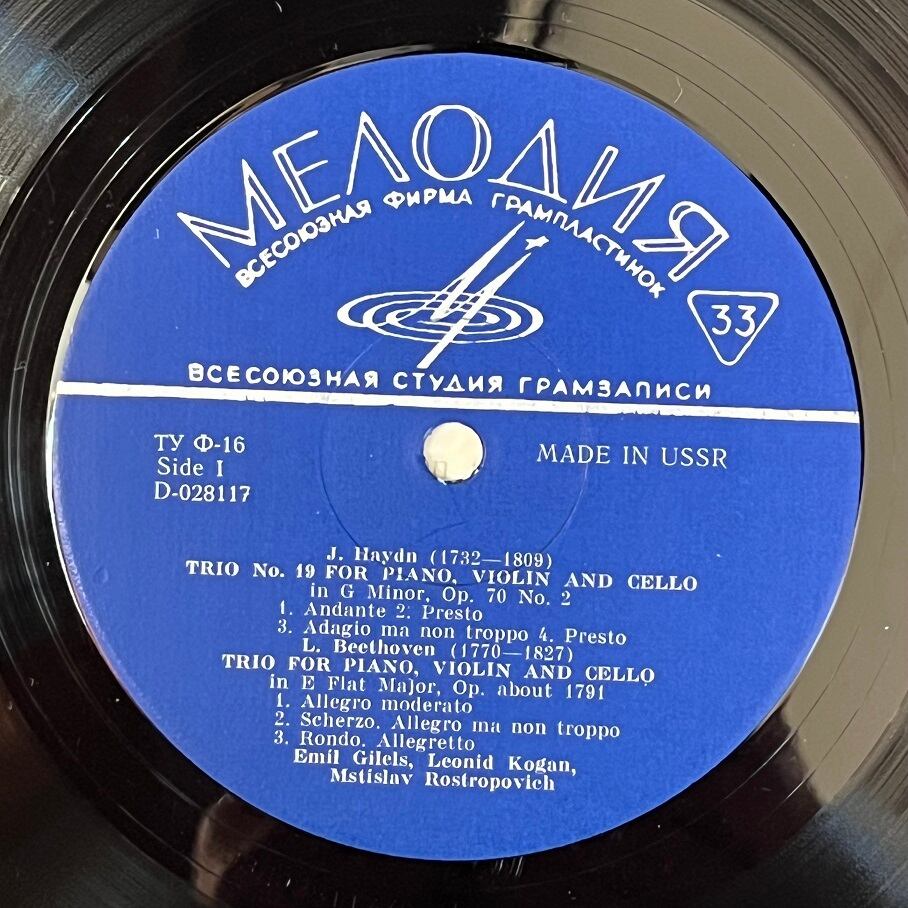 МЕЛОДИЯ
ВСЕСОЮЗНАЯ ФИРМА ГРАМПЛАСТИНОК
33
ВСЕСОЮЗНАЯ СТУДИЯ ГРАМЗАПИСИ
ТУ Ф-16
Side I
D-028117
MADE IN USSR
J. Haydn (1732—1809)
TRIO No. 19 FOR PIANO, VIOLIN AND CELLO
in G Minor, Op. 70 No. 2
1. Andante 2. Presto
3. Adagio ma non troppo 4. Presto
L. Beethoven (1770—1827)
TRIO FOR PIANO, VIOLIN AND CELLO
in E Flat Major, Op. about 1791
1. Allegro moderato
2. Scherzo. Allegro ma non troppo
3. Rondo. Allegretto
Emil Gilels, Leonid Kogan,
Mstislav Rostropovich